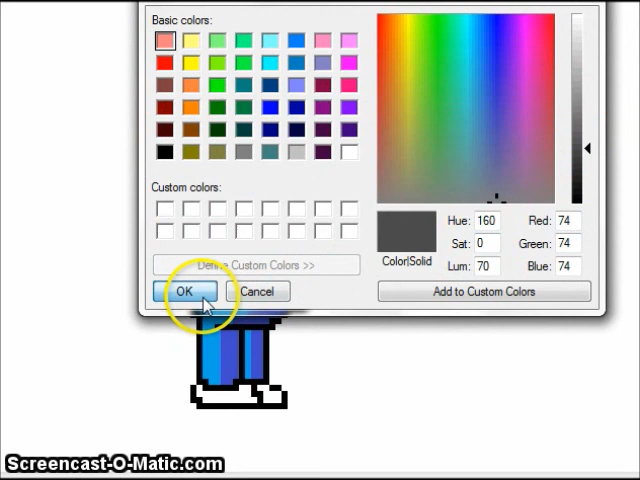 Basic colors:
Custom colors:
Define Custom Colors >>
OK
Cancel
Color|Solid
Hue: 160
Sat: 0
Lum: 70
Red: 74
Green: 74
Blue: 74
Add to Custom Colors
Screencast-O-Matic.com